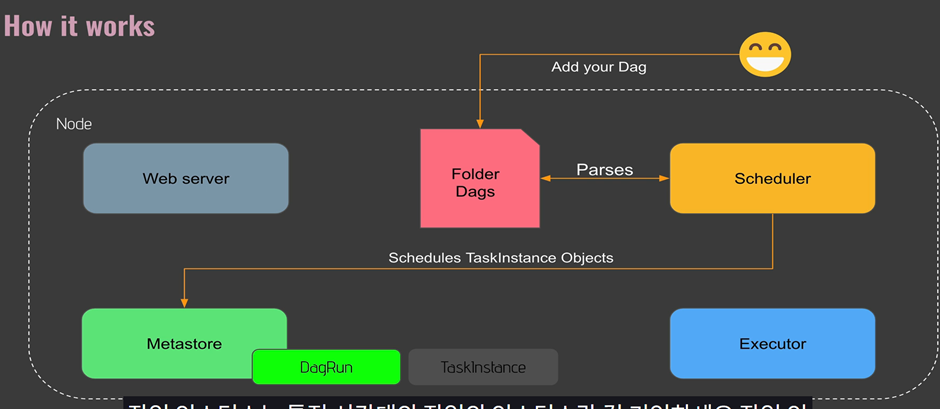 How it works
Add your Dag
Node
Web server
Folder
Dags
Parses
Scheduler
Schedules TaskInstance Objects
Metastore
DagRun
TaskInstance
Executor